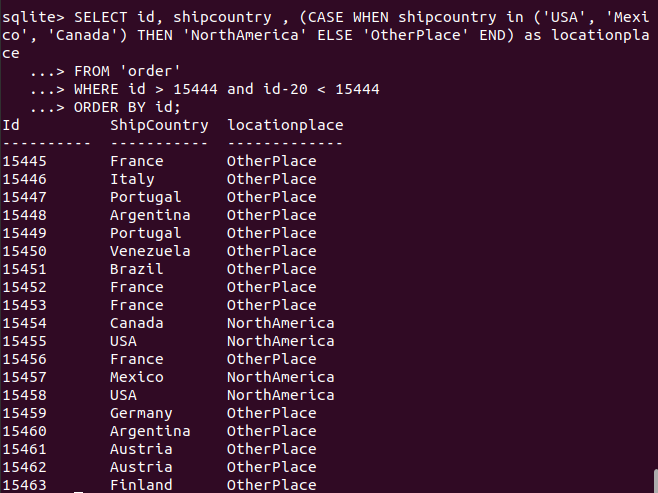 sqlite> SELECT id, shipcountry , (CASE WHEN shipcountry in ('USA', 'Mexi
co', 'Canada') THEN 'NorthAmerica' ELSE 'OtherPlace' END) as locationpla
ce
   ...> FROM 'order'
   ...> WHERE id > 15444 and id-20 < 15444
   ...> ORDER BY id;
Id          ShipCountry  locationplace
----------  -----------  -------------
15445       France       OtherPlace
15446       Italy        OtherPlace
15447       Portugal     OtherPlace
15448       Argentina    OtherPlace
15449       Portugal     OtherPlace
15450       Venezuela    OtherPlace
15451       Brazil       OtherPlace
15452       France       OtherPlace
15453       France       OtherPlace
15454       Canada       NorthAmerica
15455       USA          NorthAmerica
15456       France       OtherPlace
15457       Mexico       NorthAmerica
15458       USA          NorthAmerica
15459       Germany      OtherPlace
15460       Argentina    OtherPlace
15461       Austria      OtherPlace
15462       Austria      OtherPlace
15463       Finland      OtherPlace